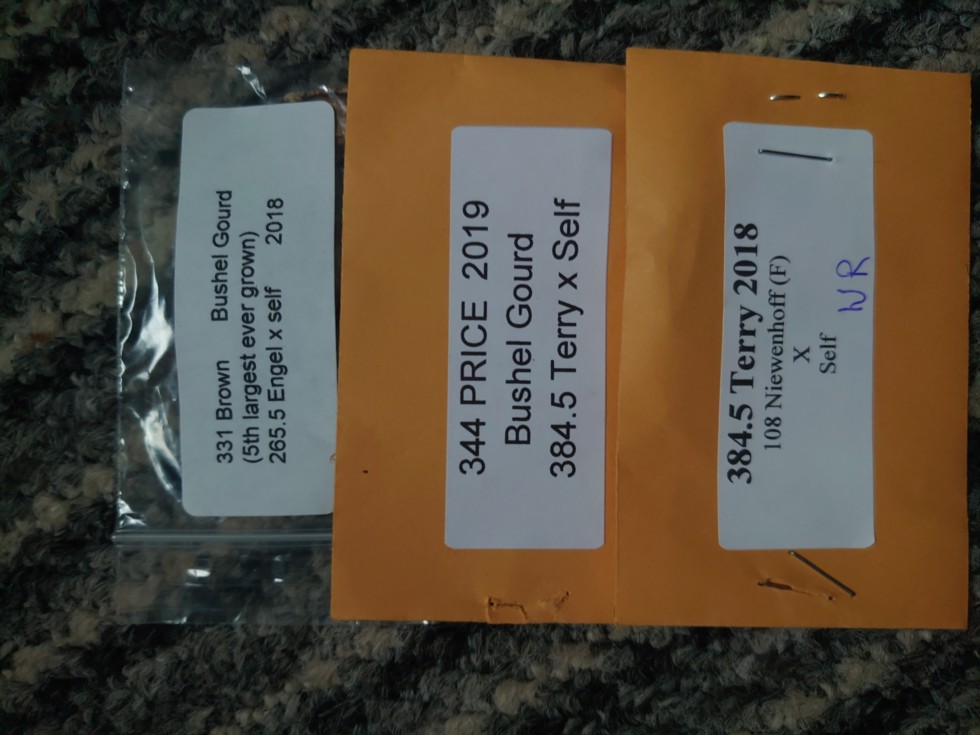 331 Brown Bushel Gourd
(5th largest ever grown)
265.5 Engel x self 2018
344 PRICE 2019
Bushel Gourd
384.5 Terry x Self
384.5 Terry 2018
108 Niewenhoff (F)
X
Self
WR